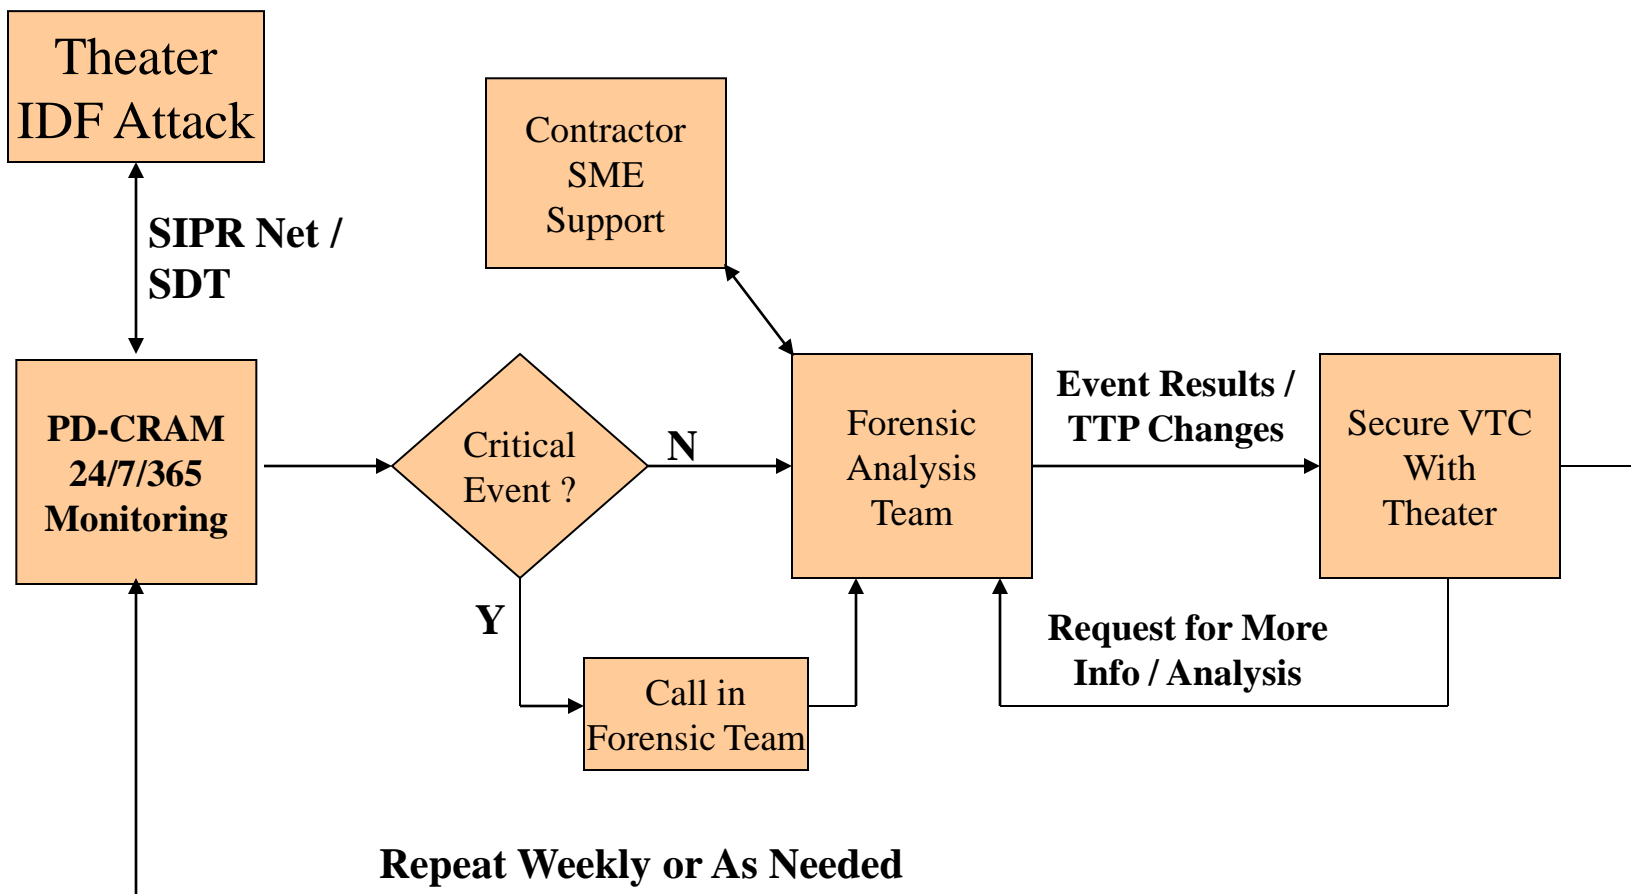 Theater
IDF Attack
SIPR Net /
SDT
Contractor
SME
Support
PD-CRAM
24/7/365
Monitoring
Critical
Event ?
N
Y
Call in
Forensic Team
Forensic
Analysis
Team
Event Results /
TTP Changes
Secure VTC
With
Theater
Request for More
Info / Analysis
Repeat Weekly or As Needed